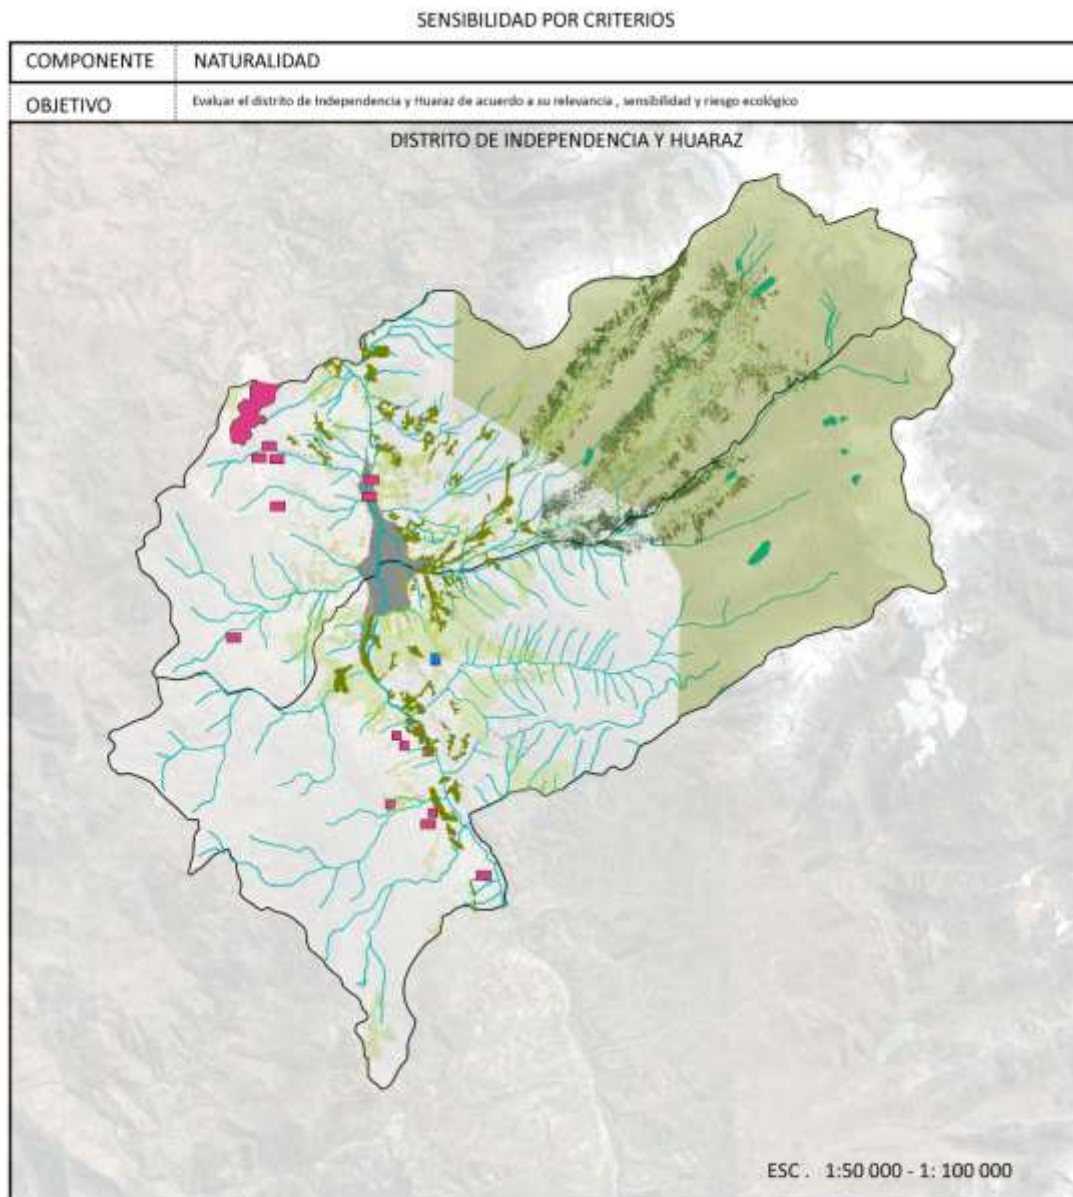 SENSIBILIDAD POR CRITERIOS
COMPONENTE NATURALIDAD
OBJETIVO Evaluar el distrito de Independencia y Huaraz de acuerdo a su relevancia , sensibilidad y riesgo ecológico
DISTRITO DE INDEPENDENCIA Y HUARAZ
ESC . 1:50 000 - 1: 100 000